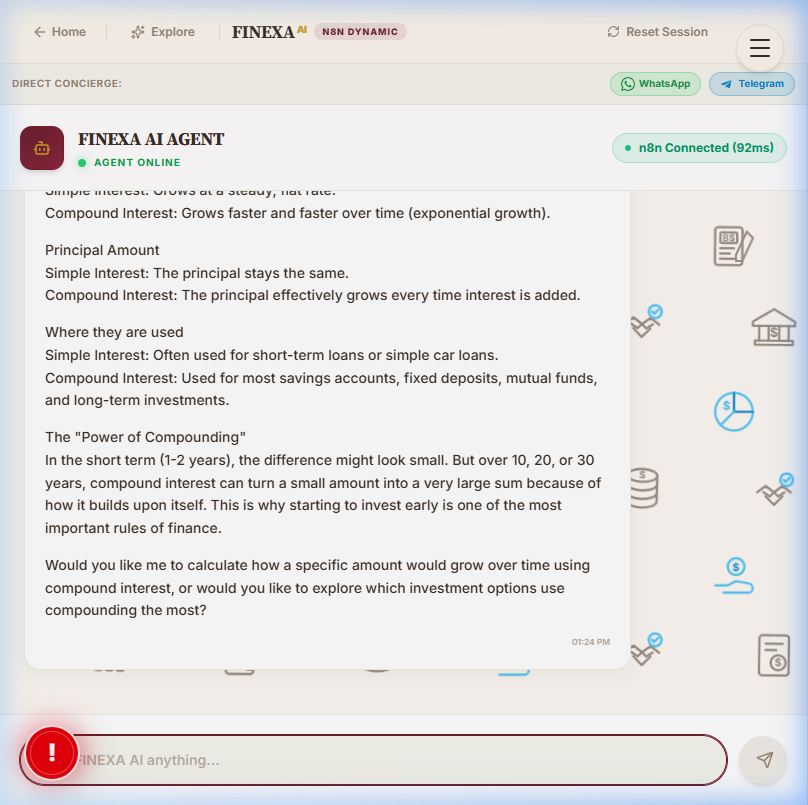 Home
Explore
FINEXA AI
N8N DYNAMIC
Reset Session
DIRECT CONCIERGE:
WhatsApp
Telegram
FINEXA AI AGENT
AGENT ONLINE
n8n Connected (92ms)
Simple Interest: Grows at a steady, flat rate.
Compound Interest: Grows faster and faster over time (exponential growth).
Principal Amount
Simple Interest: The principal stays the same.
Compound Interest: The principal effectively grows every time interest is added.
Where they are used
Simple Interest: Often used for short-term loans or simple car loans.
Compound Interest: Used for most savings accounts, fixed deposits, mutual funds,
and long-term investments.
The "Power of Compounding"
In the short term (1-2 years), the difference might look small. But over 10, 20, or 30
years, compound interest can turn a small amount into a very large sum because of
how it builds upon itself. This is why starting to invest early is one of the most
important rules of finance.
Would you like me to calculate how a specific amount would grow over time using
compound interest, or would you like to explore which investment options use
compounding the most?
01:24 PM
!
FINEXA AI anything...